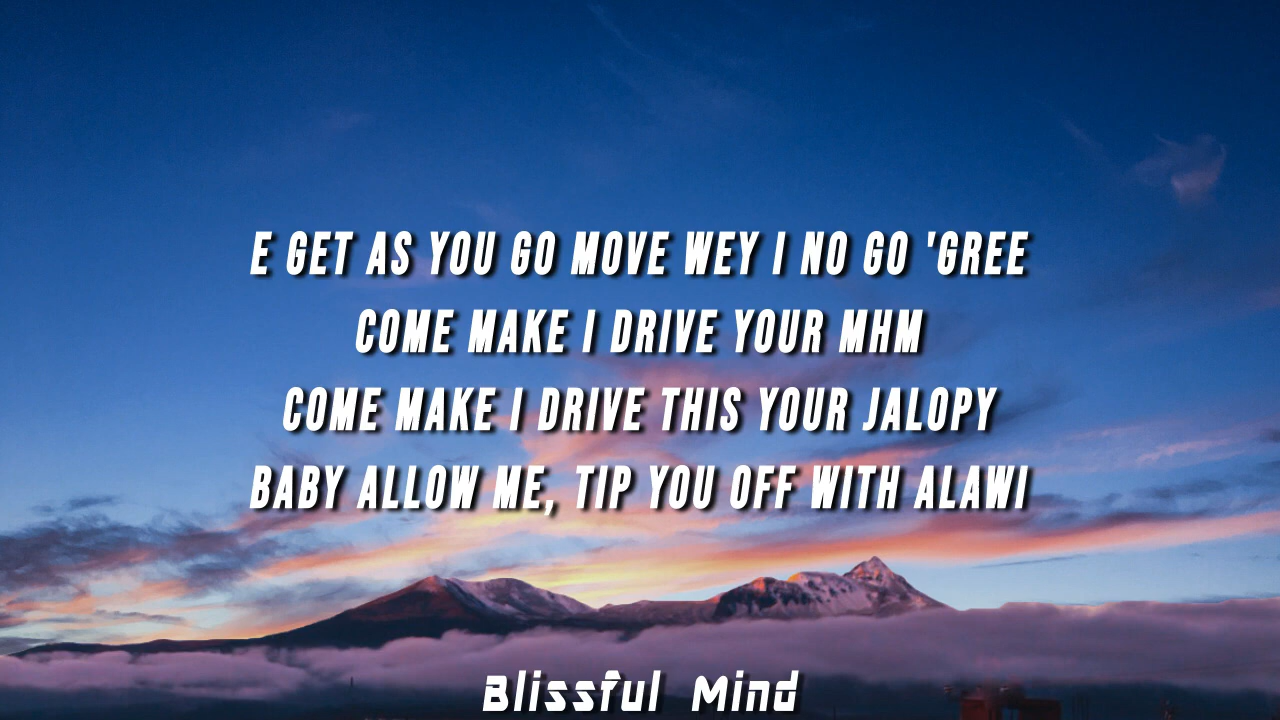 E GET AS YOU GO MOVE WEY I NO GO 'GREE
COME MAKE I DRIVE YOUR MHM
COME MAKE I DRIVE THIS YOUR JALOPY
BABY ALLOW ME, TIP YOU OFF WITH ALAWI
Blissful Mind